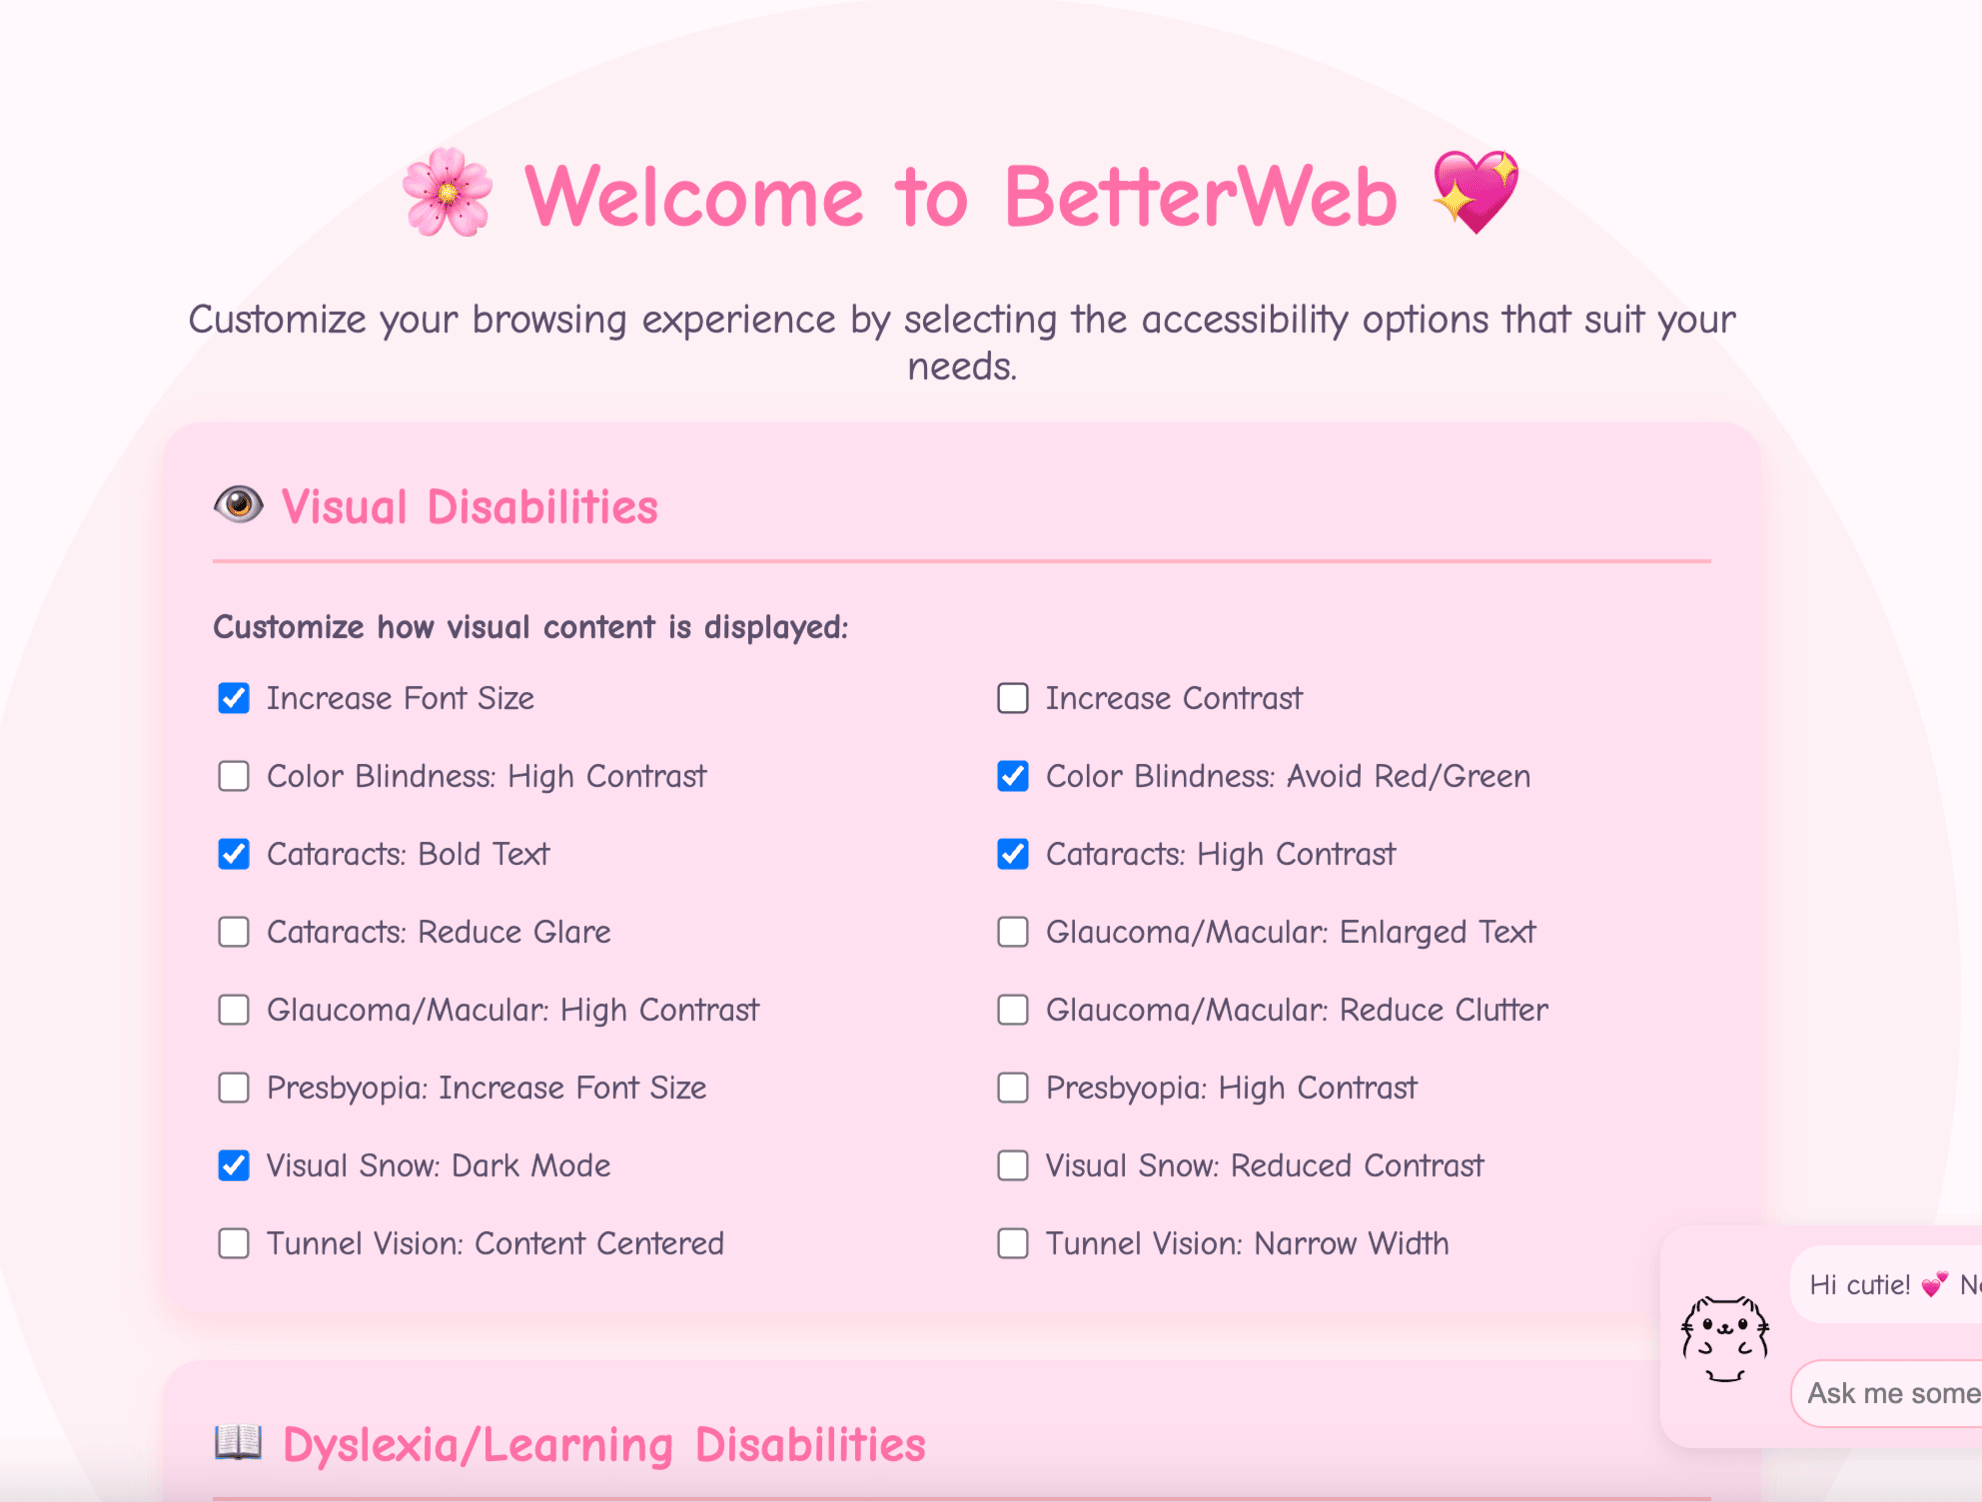 🌸 Welcome to BetterWeb 💖
Customize your browsing experience by selecting the accessibility options that suit your
needs.
👁️ Visual Disabilities
Customize how visual content is displayed:
Increase Font Size
Increase Contrast
Color Blindness: High Contrast
Color Blindness: Avoid Red/Green
Cataracts: Bold Text
Cataracts: High Contrast
Cataracts: Reduce Glare
Glaucoma/Macular: Enlarged Text
Glaucoma/Macular: High Contrast
Glaucoma/Macular: Reduce Clutter
Presbyopia: Increase Font Size
Presbyopia: High Contrast
Visual Snow: Dark Mode
Visual Snow: Reduced Contrast
Tunnel Vision: Content Centered
Tunnel Vision: Narrow Width
Hi cutie! 💕
Ask me some
📖 Dyslexia/Learning Disabilities